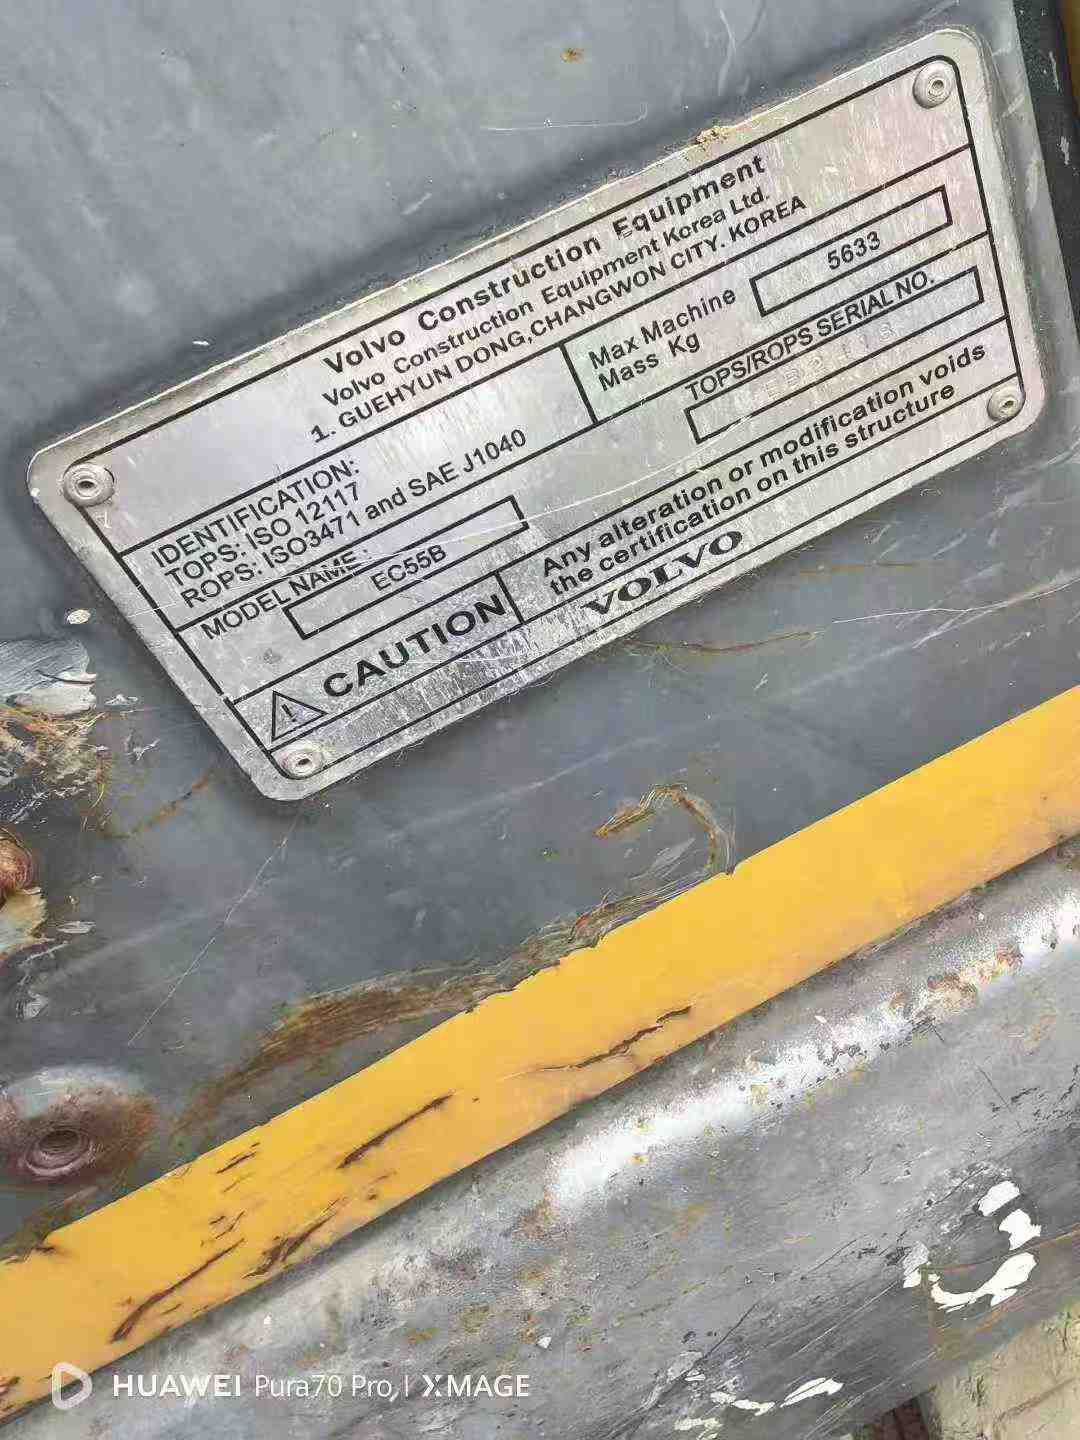 Volvo Construction Equipment
Volvo Construction Equipment Korea Ltd.
1. GUEHYUN DONG,CHANGWON CITY. KOREA
IDENTIFICATION:
TOPS: ISO 12117
ROPS: ISO3471 and SAE J1040
Max Machine
Mass Kg
5633
MODEL NAME :
EC55B
TOPS/ROPS SERIAL NO.
CAUTION
Any alteration or modification voids
the certification on this structure
VOLVO
HUAWEI Pura70 Pro | XMAGE